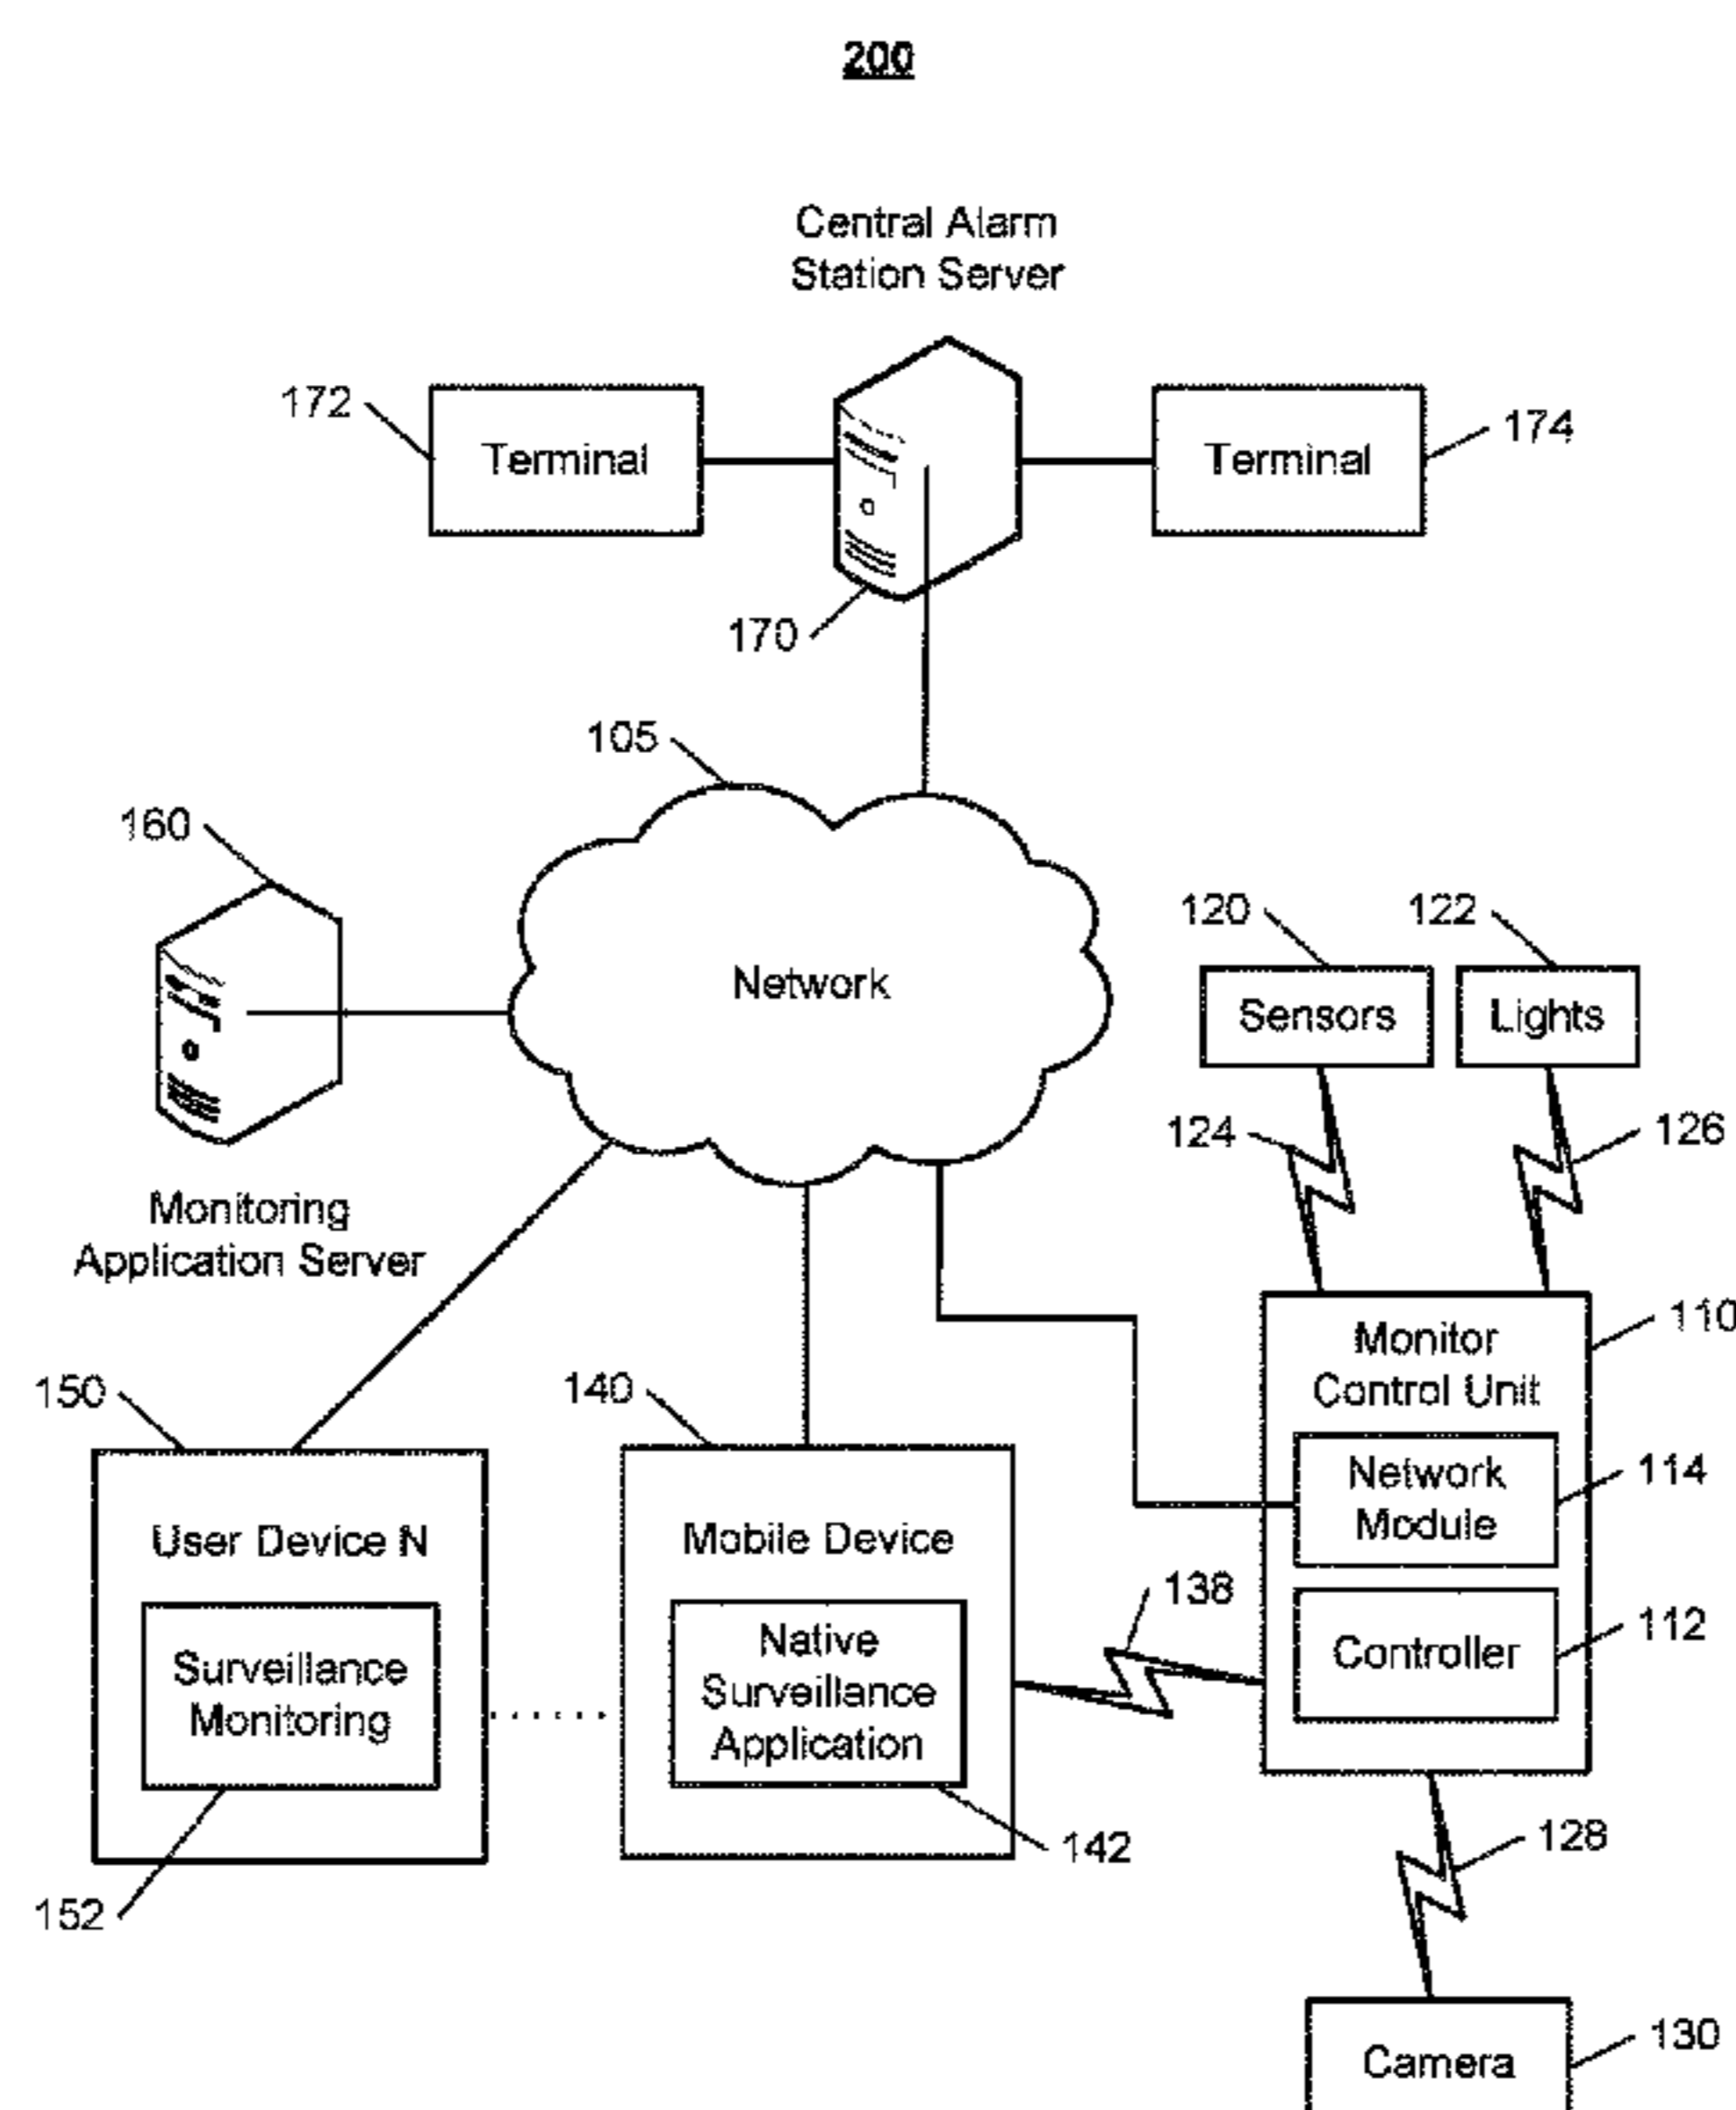 200
Central Alarm
Station Server
172
Terminal
Terminal
174
170
105
160
Network
120
122
Sensors
Lights
124
126
Monitoring
Application Server
110
Monitor
Control Unit
150
140
Network
Module
114
User Device N
Mobile Device
138
112
Controller
Surveillance
Monitoring
Native
Surveillance
Application
142
128
152
130
Camera